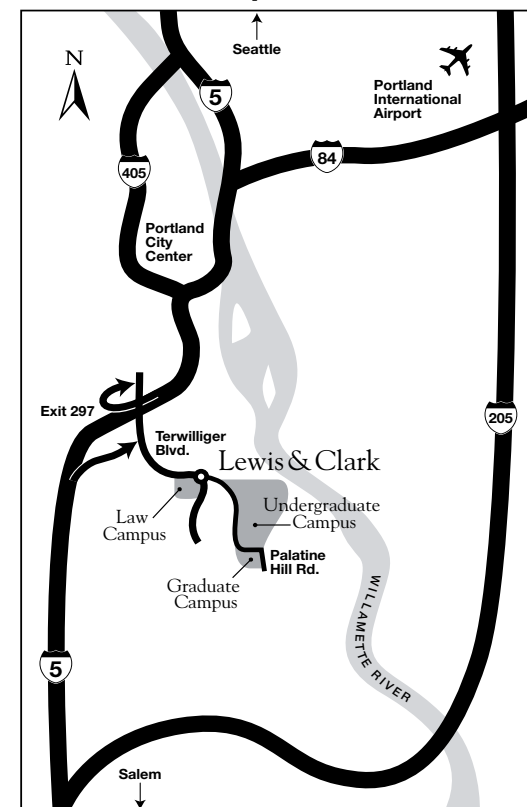 Seattle
N
Portland
International
Airport
5
84
405
Portland
City
Center
Exit 297
205
Terwilliger
Blvd.
Lewis & Clark
Law
Campus
Undergraduate
Campus
Palatine
Hill Rd.
Graduate
Campus
WILLAMETTE RIVER
5
Salem